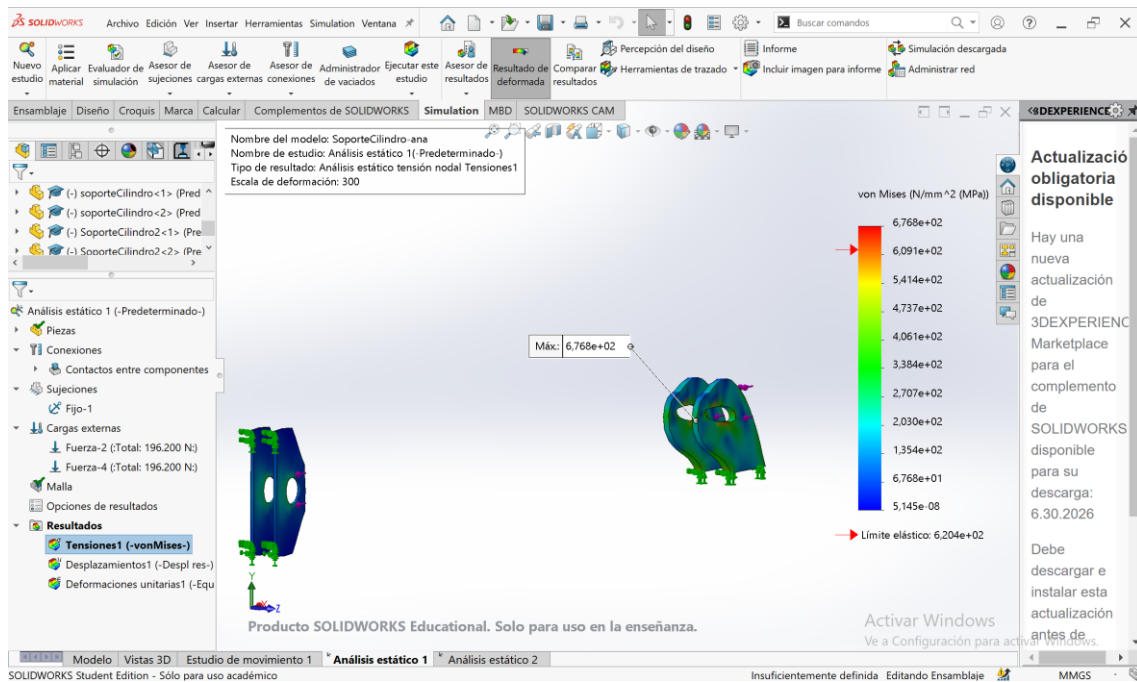 SOLIDWORKS Archivo Edición Ver Insertar Herramientas Simulation Ventana Buscar comandos
Nuevo estudio
Aplicar material
Evaluador de simulación
Asesor de sujeciones
Asesor de cargas externas
Asesor de conexiones
Administrador de vaciados
Ejecutar este estudio
Asesor de resultados
Resultado de deformada
Comparar resultados
Percepción del diseño
Herramientas de trazado
Informe
Incluir imagen para informe
Simulación descargada
Administrar red
Ensamblaje Diseño Croquis Marca Calcular Complementos de SOLIDWORKS Simulation MBD SOLIDWORKS CAM
3DEXPERIENCE
Nombre del modelo: SoporteCilindro-ana
Nombre de estudio: Análisis estático 1(-Predeterminado-)
Tipo de resultado: Análisis estático tensión nodal Tensiones1
Escala de deformación: 300
(-) soporteCilindro<1> (Pred
(-) soporteCilindro<2> (Pred
(-) SoporteCilindro2<1> (Pre
(-) SoporteCilindro2<2> (Pre
Análisis estático 1 (-Predeterminado-)
Piezas
Conexiones
Contactos entre componentes
Sujeciones
Fijo-1
Cargas externas
Fuerza-2 (:Total: 196.200 N:)
Fuerza-4 (:Total: 196.200 N:)
Malla
Opciones de resultados
Resultados
Tensiones1 (-vonMises-)
Desplazamientos1 (-Despl res-)
Deformaciones unitarias1 (-Equ
Máx.: 6,768e+02
Y
Z
von Mises (N/mm^2 (MPa))
6,768e+02
6,091e+02
5,414e+02
4,737e+02
4,061e+02
3,384e+02
2,707e+02
2,030e+02
1,354e+02
6,768e+01
5,145e-08
Límite elástico: 6,204e+02
Actualizació
obligatoria
disponible
Hay una
nueva
actualización
de
3DEXPERIENC
Marketplace
para el
complemento
de
SOLIDWORKS
disponible
para su
descarga:
6.30.2026
Debe
descargar e
instalar esta
actualización
antes de
Producto SOLIDWORKS Educational. Solo para uso en la enseñanza.
Activar Windows
Ve a Configuración para activar Windows.
Modelo Vistas 3D Estudio de movimiento 1 Análisis estático 1 Análisis estático 2
SOLIDWORKS Student Edition - Sólo para uso académico Insuficientemente definida Editando Ensamblaje MMGS